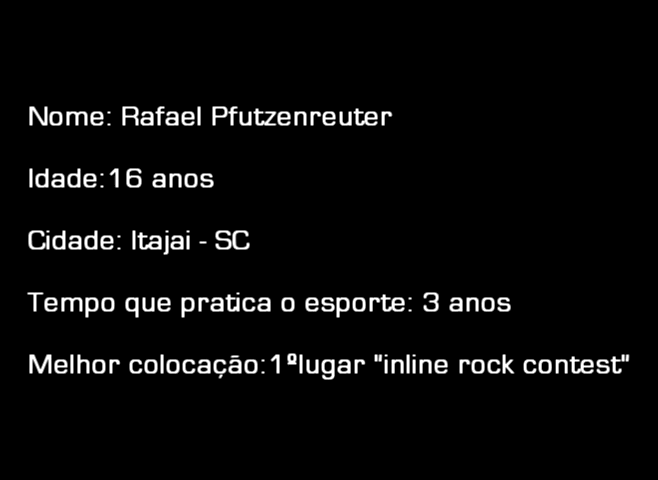 Nome: Rafael Pfutzenreuter
Idade:16 anos
Cidade: Itajai - SC
Tempo que pratica o esporte: 3 anos
Melhor colocação:1ºlugar "inline rock contest"